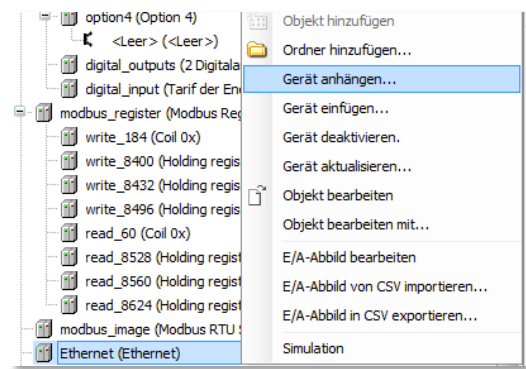 option4 (Option 4)
<Leer> (<Leer>)
digital_outputs (2 Digitala
digital_input (Tarif der En
modbus_register (Modbus Reg
write_184 (Coil 0x)
write_8400 (Holding regis
write_8432 (Holding regis
write_8496 (Holding regis
read_60 (Coil 0x)
read_8528 (Holding regist
read_8560 (Holding regist
read_8624 (Holding regist
modbus_image (Modbus RTU
Ethernet (Ethernet)
Objekt hinzufügen
Ordner hinzufügen...
Gerät anhängen...
Gerät einfügen...
Gerät deaktivieren.
Gerät aktualisieren...
Objekt bearbeiten
Objekt bearbeiten mit...
E/A-Abbild bearbeiten
E/A-Abbild von CSV importieren...
E/A-Abbild in CSV exportieren...
Simulation